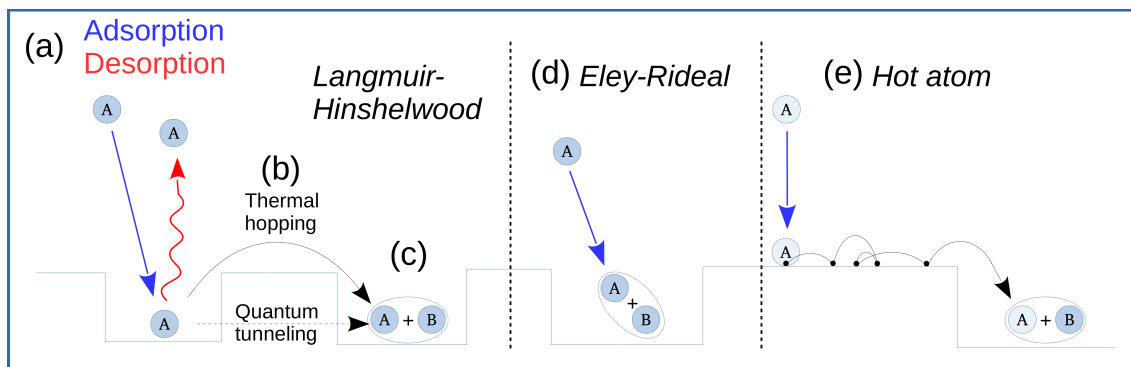 (a)
Adsorption
Desorption
Langmuir-
Hinshelwood
(d) Eley-Rideal
(e) Hot atom
A
A
A
A
(b)
Thermal
hopping
(c)
A
A
A
Quantum
tunneling
A + B
+
B
A + B